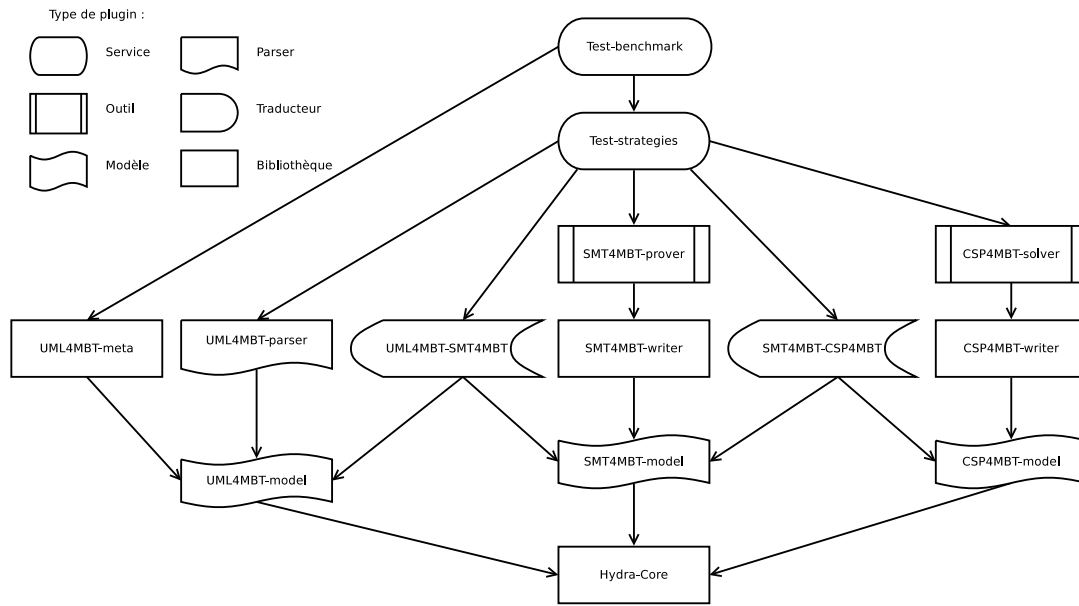 Type de plugin :
Service
Parser
Outil
Traducteur
Modèle
Bibliothèque
Test-benchmark
Test-strategies
SMT4MBT-prover
CSP4MBT-solver
UML4MBT-meta
UML4MBT-parser
UML4MBT-SMT4MBT
SMT4MBT-writer
SMT4MBT-CSP4MBT
CSP4MBT-writer
UML4MBT-model
SMT4MBT-model
CSP4MBT-model
Hydra-Core